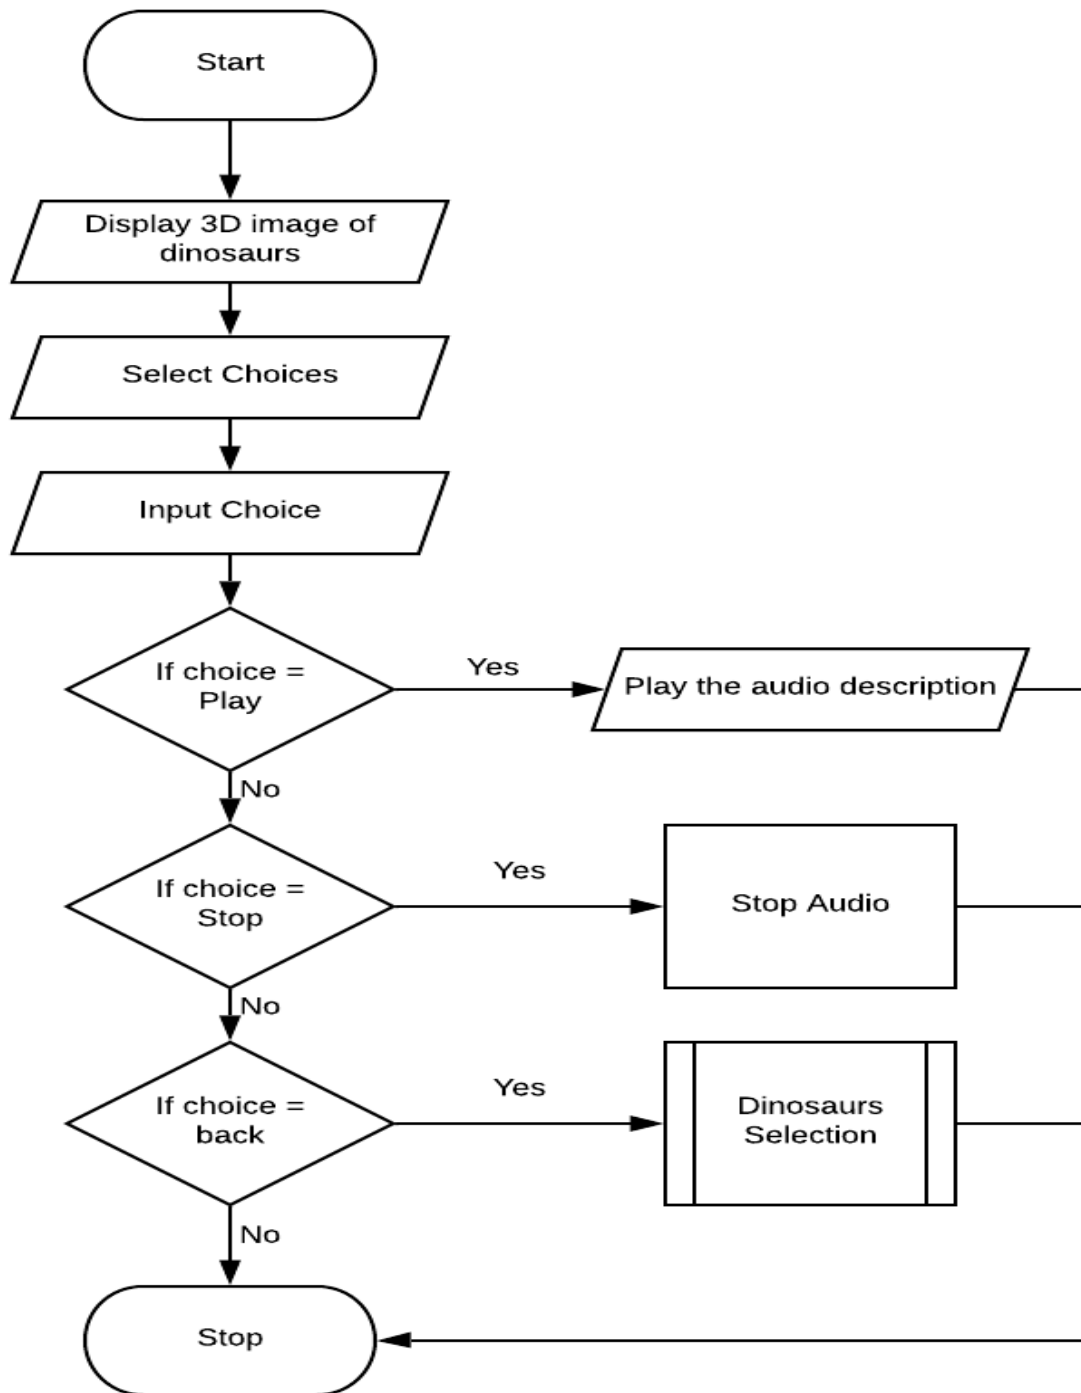 Start
Display 3D image of
dinosaurs
Select Choices
Input Choice
If choice =
Play
Yes
Play the audio description
No
If choice =
Stop
Yes
Stop Audio
No
If choice =
back
Yes
Dinosaurs
Selection
No
Stop